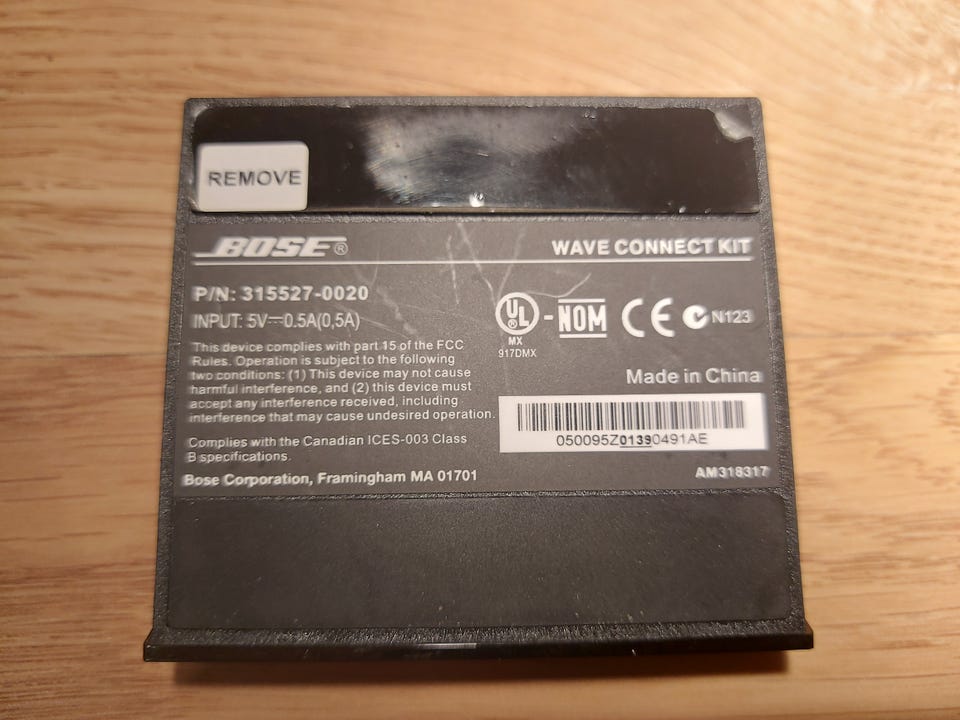 REMOVE
BOSE®
WAVE CONNECT KIT
P/N: 315527-0020
INPUT: 5V⎓0.5A(0,5A)
This device complies with part 15 of the FCC
Rules. Operation is subject to the following
two conditions: (1) This device may not cause
harmful interference, and (2) this device must
accept any interference received, including
interference that may cause undesired operation.
Complies with the Canadian ICES-003 Class
B specifications.
Bose Corporation, Framingham MA 01701
UL® - NOM CE N123
MX
917DMX
Made in China
050095Z01390491AE
AM318317